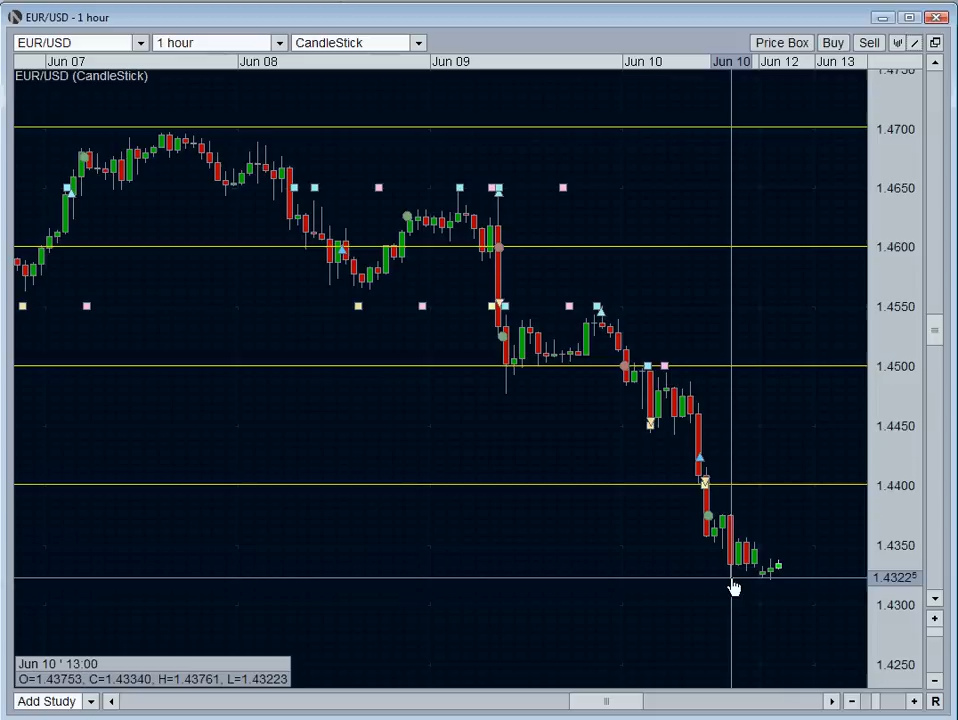 EUR/USD - 1 hour
EUR/USD 1 hour CandleStick Price Box Buy Sell
Jun 07 Jun 08 Jun 09 Jun 10 Jun 10 Jun 12 Jun 13
EUR/USD (CandleStick)
1.4750
1.4700
1.4650
1.4600
1.4550
1.4500
1.4450
1.4400
1.4350
1.4322⁵
1.4300
1.4250
Jun 10 ' 13:00
O=1.43753, C=1.43340, H=1.43761, L=1.43223
Add Study − + R